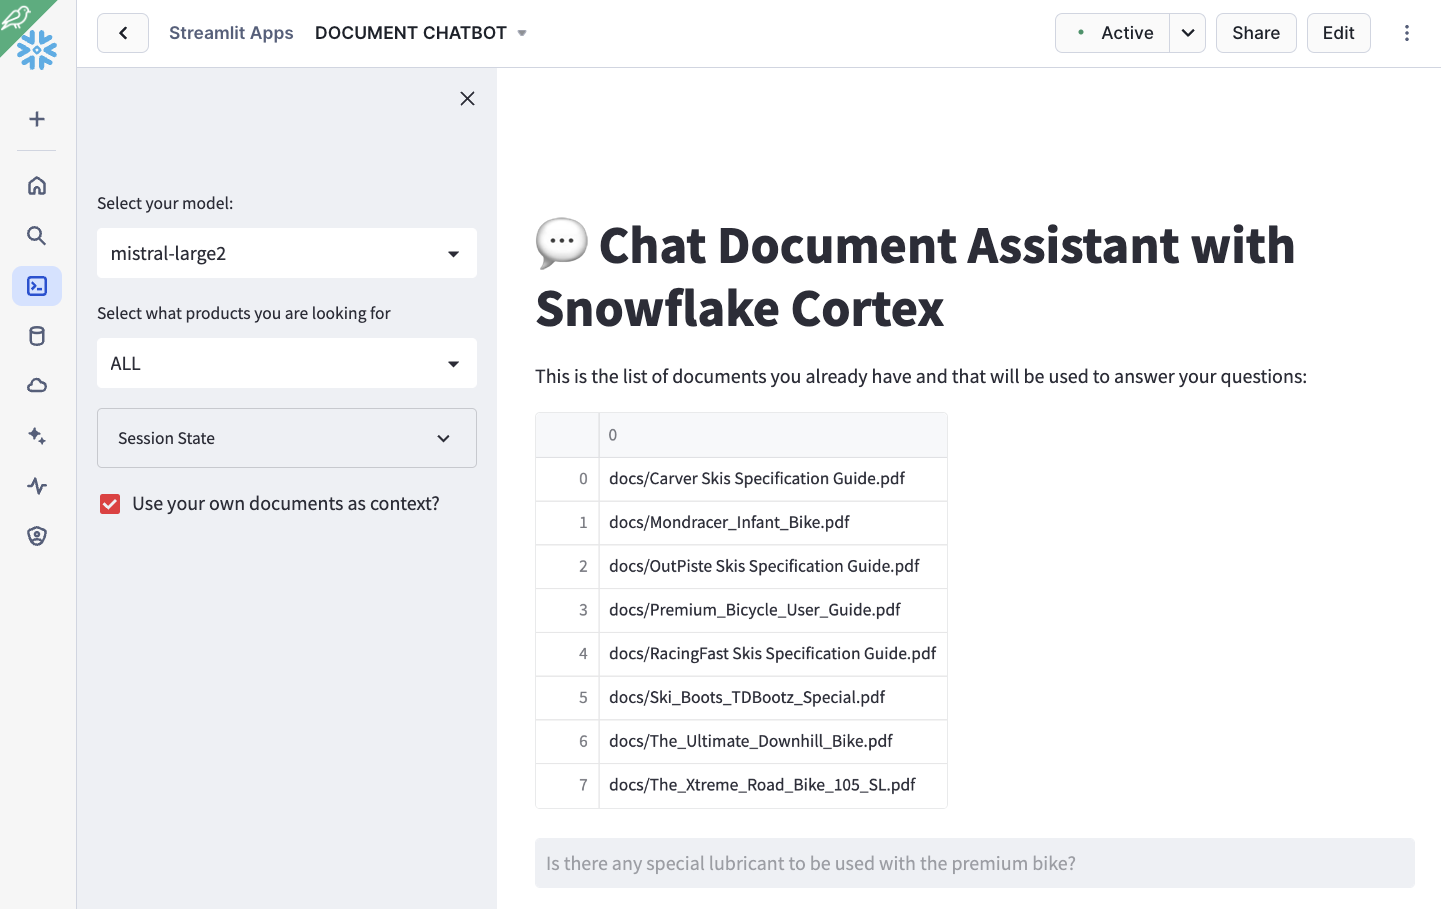 Streamlit Apps
DOCUMENT CHATBOT
Active
Share
Edit
Select your model:
mistral-large2
Select what products you are looking for
ALL
Session State
Use your own documents as context?
Chat Document Assistant with
Snowflake Cortex
This is the list of documents you already have and that will be used to answer your questions:
0
0 docs/Carver Skis Specification Guide.pdf
1 docs/Mondracer_Infant_Bike.pdf
2 docs/OutPiste Skis Specification Guide.pdf
3 docs/Premium_Bicycle_User_Guide.pdf
4 docs/RacingFast Skis Specification Guide.pdf
5 docs/Ski_Boots_TDBootz_Special.pdf
6 docs/The_Ultimate_Downhill_Bike.pdf
7 docs/The_Xtreme_Road_Bike_105_SL.pdf
Is there any special lubricant to be used with the premium bike?